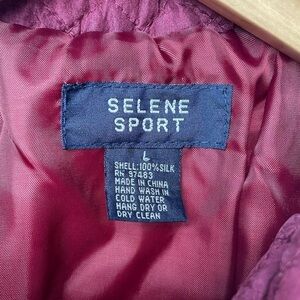 SELENE
SPORT
L
SHELL:100%SILK
RN 97483
MADE IN CHINA
HAND WASH IN
COLD WATER
HANG DRY OR
DRY CLEAN